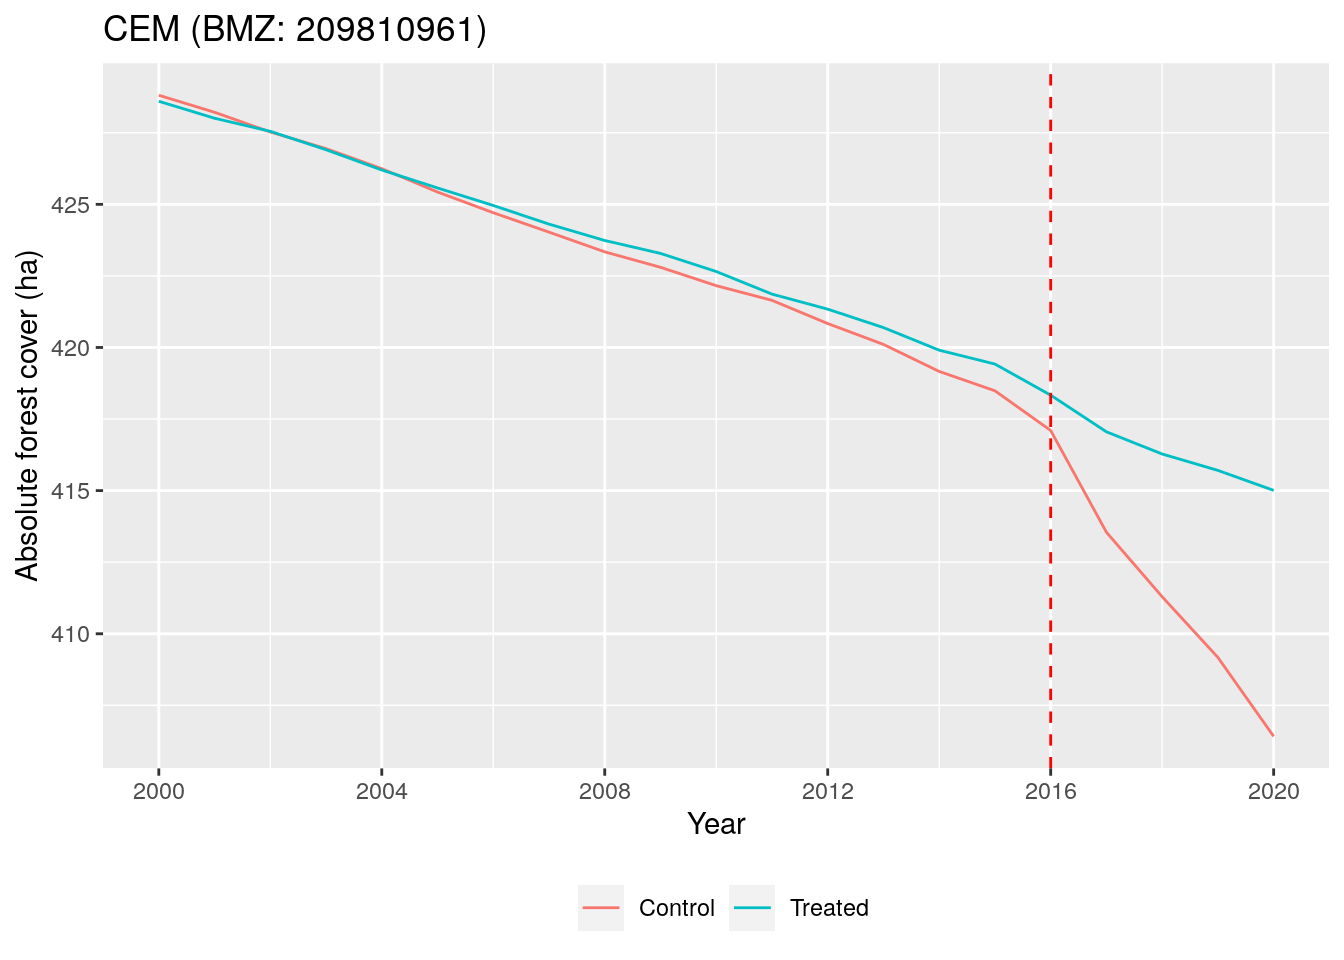 CEM (BMZ: 209810961)
Absolute forest cover (ha)
425
420
415
410
2000 2004 2008 2012 2016 2020
Year
Control Treated